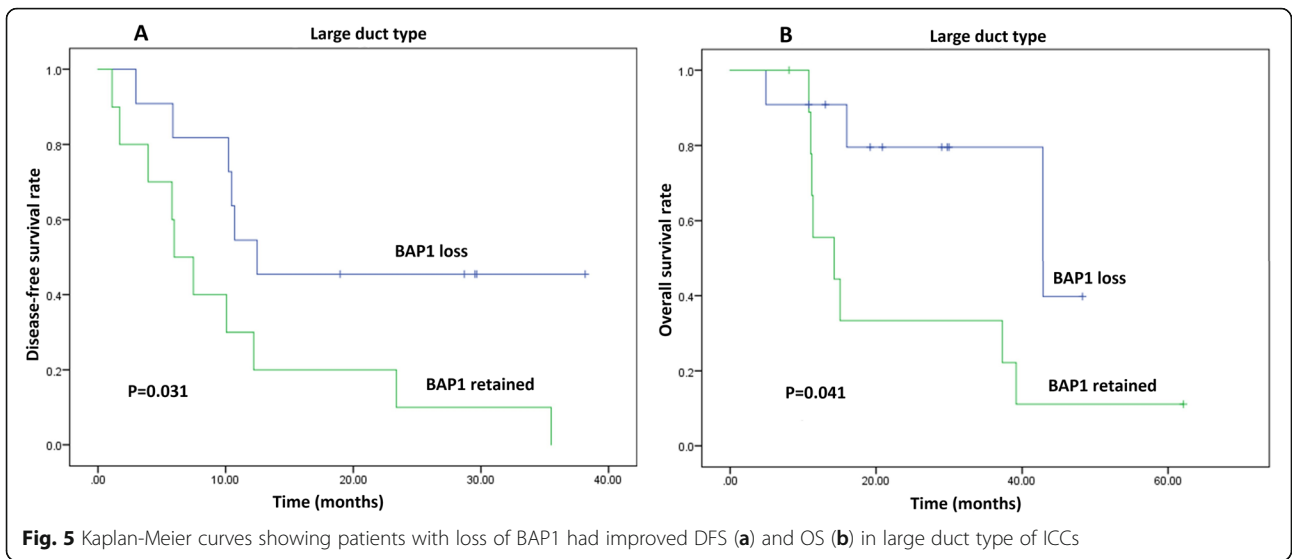 A
Large duct type
1.0
0.8
0.6
0.4
0.2
0.0
Disease-free survival rate
BAP1 loss
BAP1 retained
P=0.031
.00 10.00 20.00 30.00 40.00
Time (months)
B
Large duct type
1.0
0.8
0.6
0.4
0.2
0.0
Overall survival rate
BAP1 loss
BAP1 retained
P=0.041
.00 20.00 40.00 60.00
Time (months)
Fig. 5 Kaplan-Meier curves showing patients with loss of BAP1 had improved DFS (a) and OS (b) in large duct type of ICCs